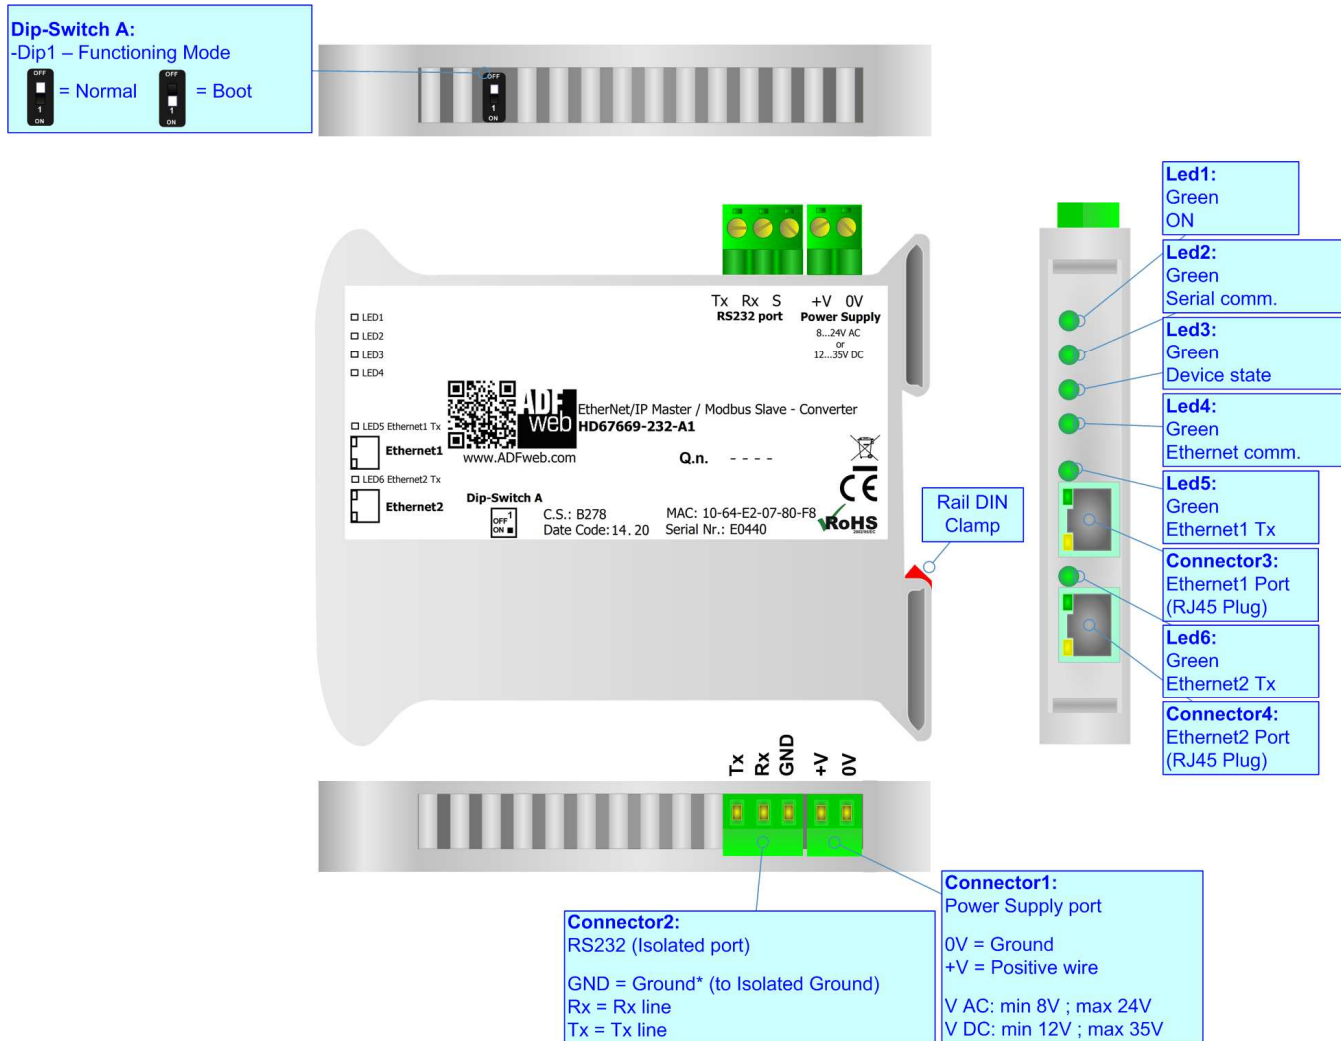 Dip-Switch A:
-Dip1 – Functioning Mode
OFF
1
ON
= Normal
OFF
1
ON
= Boot
OFF
1
ON
Led1:
Green
ON
Led2:
Green
Serial comm.
Led3:
Green
Device state
Led4:
Green
Ethernet comm.
Led5:
Green
Ethernet1 Tx
Connector3:
Ethernet1 Port
(RJ45 Plug)
Led6:
Green
Ethernet2 Tx
Connector4:
Ethernet2 Port
(RJ45 Plug)
Tx Rx S +V 0V
RS232 port Power Supply
8...24V AC
or
12...35V DC
LED1
LED2
LED3
LED4
ADF
web
EtherNet/IP Master / Modbus Slave - Converter
HD67669-232-A1
LED5 Ethernet1 Tx
Ethernet1
www.ADFweb.com
Q.n. - - - -
LED6 Ethernet2 Tx
Ethernet2
Dip-Switch A
OFF 1
ON
C.S.: B278
Date Code: 14. 20
MAC: 10-64-E2-07-80-F8
Serial Nr.: E0440
CE
RoHS
Rail DIN
Clamp
Tx
Rx
GND
+V
0V
Connector2:
RS232 (Isolated port)
GND = Ground* (to Isolated Ground)
Rx = Rx line
Tx = Tx line
Connector1:
Power Supply port
0V = Ground
+V = Positive wire
V AC: min 8V ; max 24V
V DC: min 12V ; max 35V